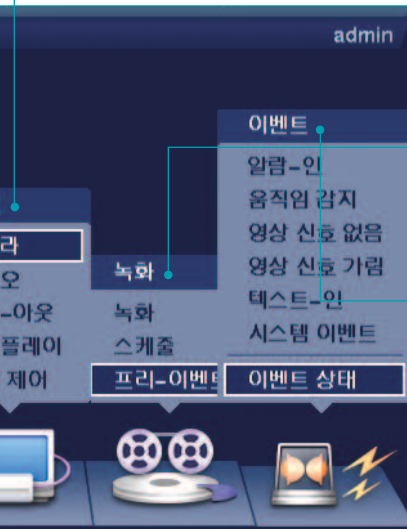 admin
이벤트
알람-인
움직임 감지
영상 신호 없음
영상 신호 가림
텍스트-인
시스템 이벤트
이벤트 상태
녹화
녹화
스케줄
프리-이벤트
라
오
-아웃
플레이
제어